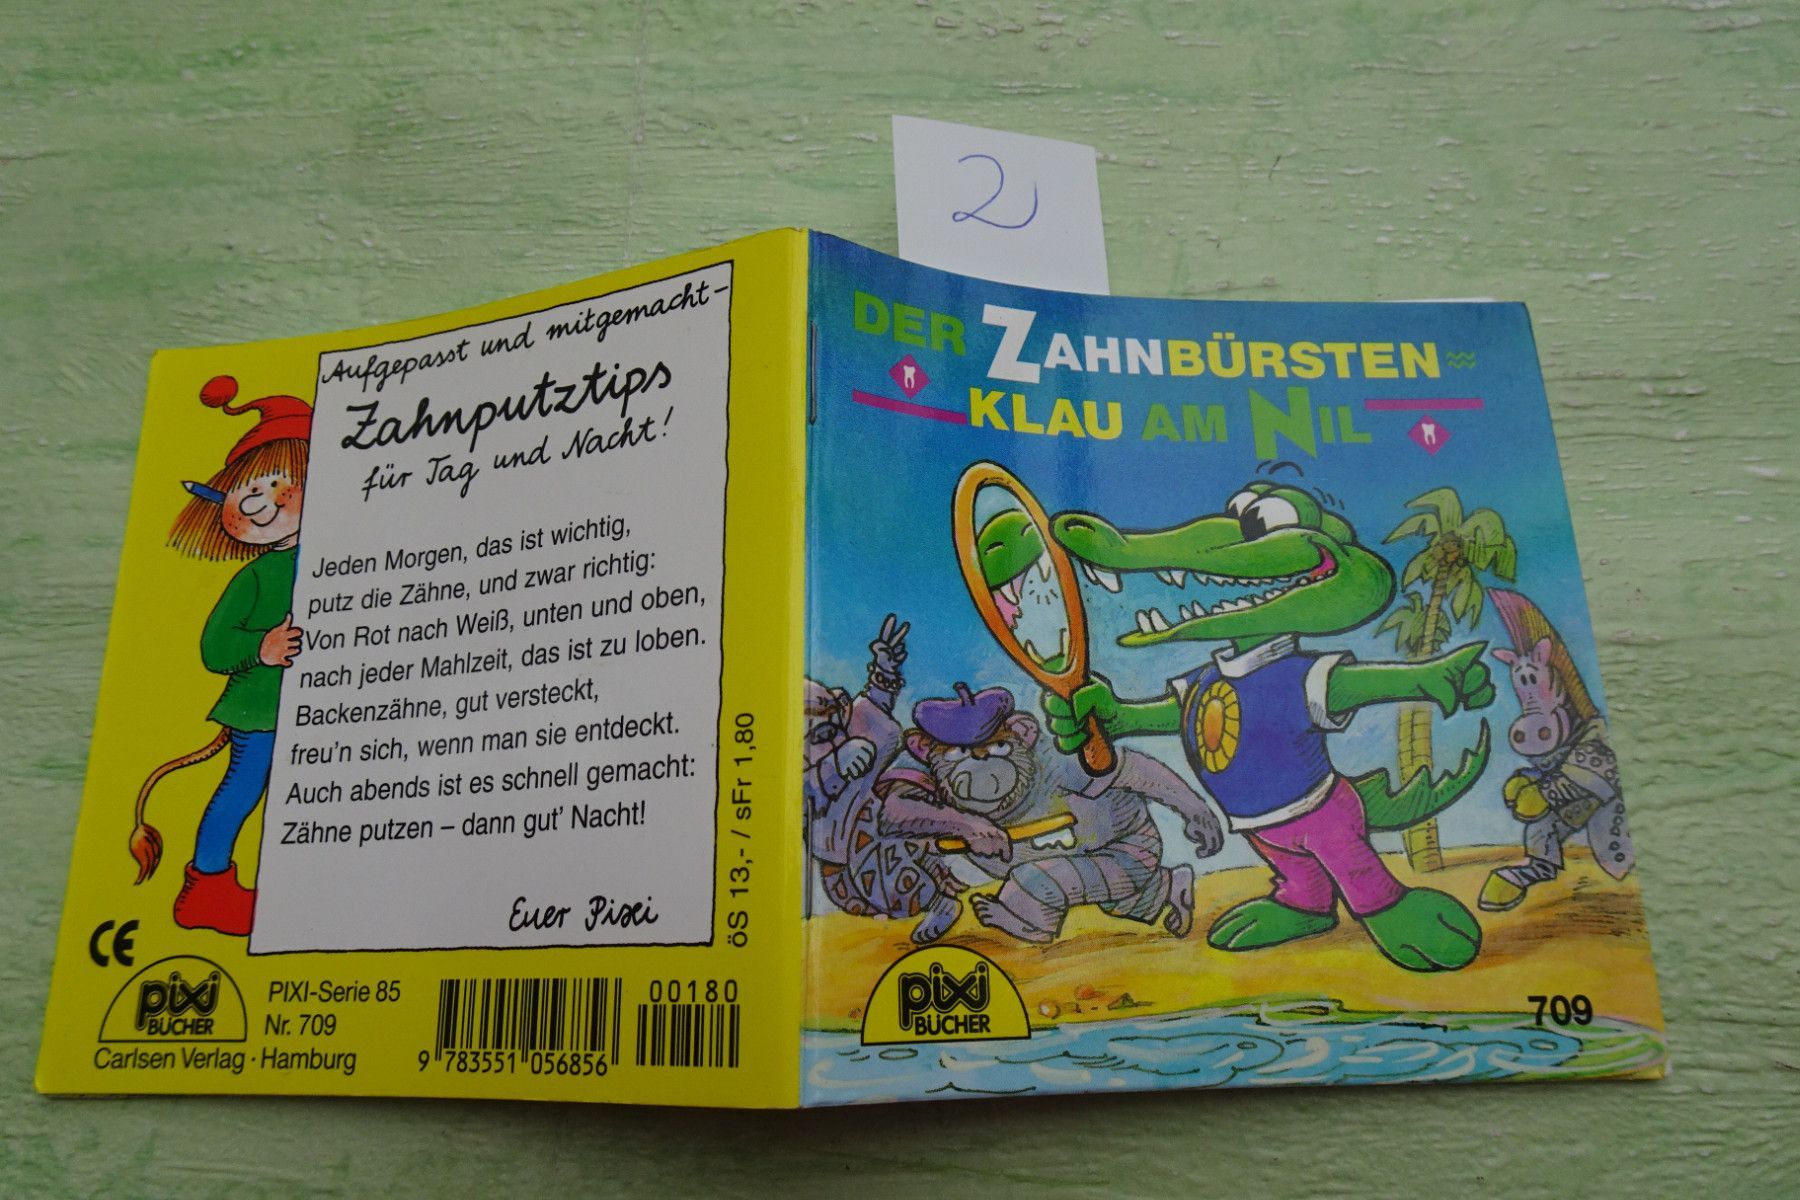 2
Aufgepasst und mitgemacht –
Zahnputztips
für Tag und Nacht!
Jeden Morgen, das ist wichtig,
putz die Zähne, und zwar richtig:
Von Rot nach Weiß, unten und oben,
nach jeder Mahlzeit, das ist zu loben.
Backenzähne, gut versteckt,
freu'n sich, wenn man sie entdeckt.
Auch abends ist es schnell gemacht:
Zähne putzen – dann gut' Nacht!
Euer Pixi
öS 13,- / sFr 1,80
CE
pixi
BÜCHER
PIXI-Serie 85
Nr. 709
Carlsen Verlag · Hamburg
9 783551 056856
00180
DER ZAHNBÜRSTEN
KLAU AM NIL
pixi
BÜCHER
709